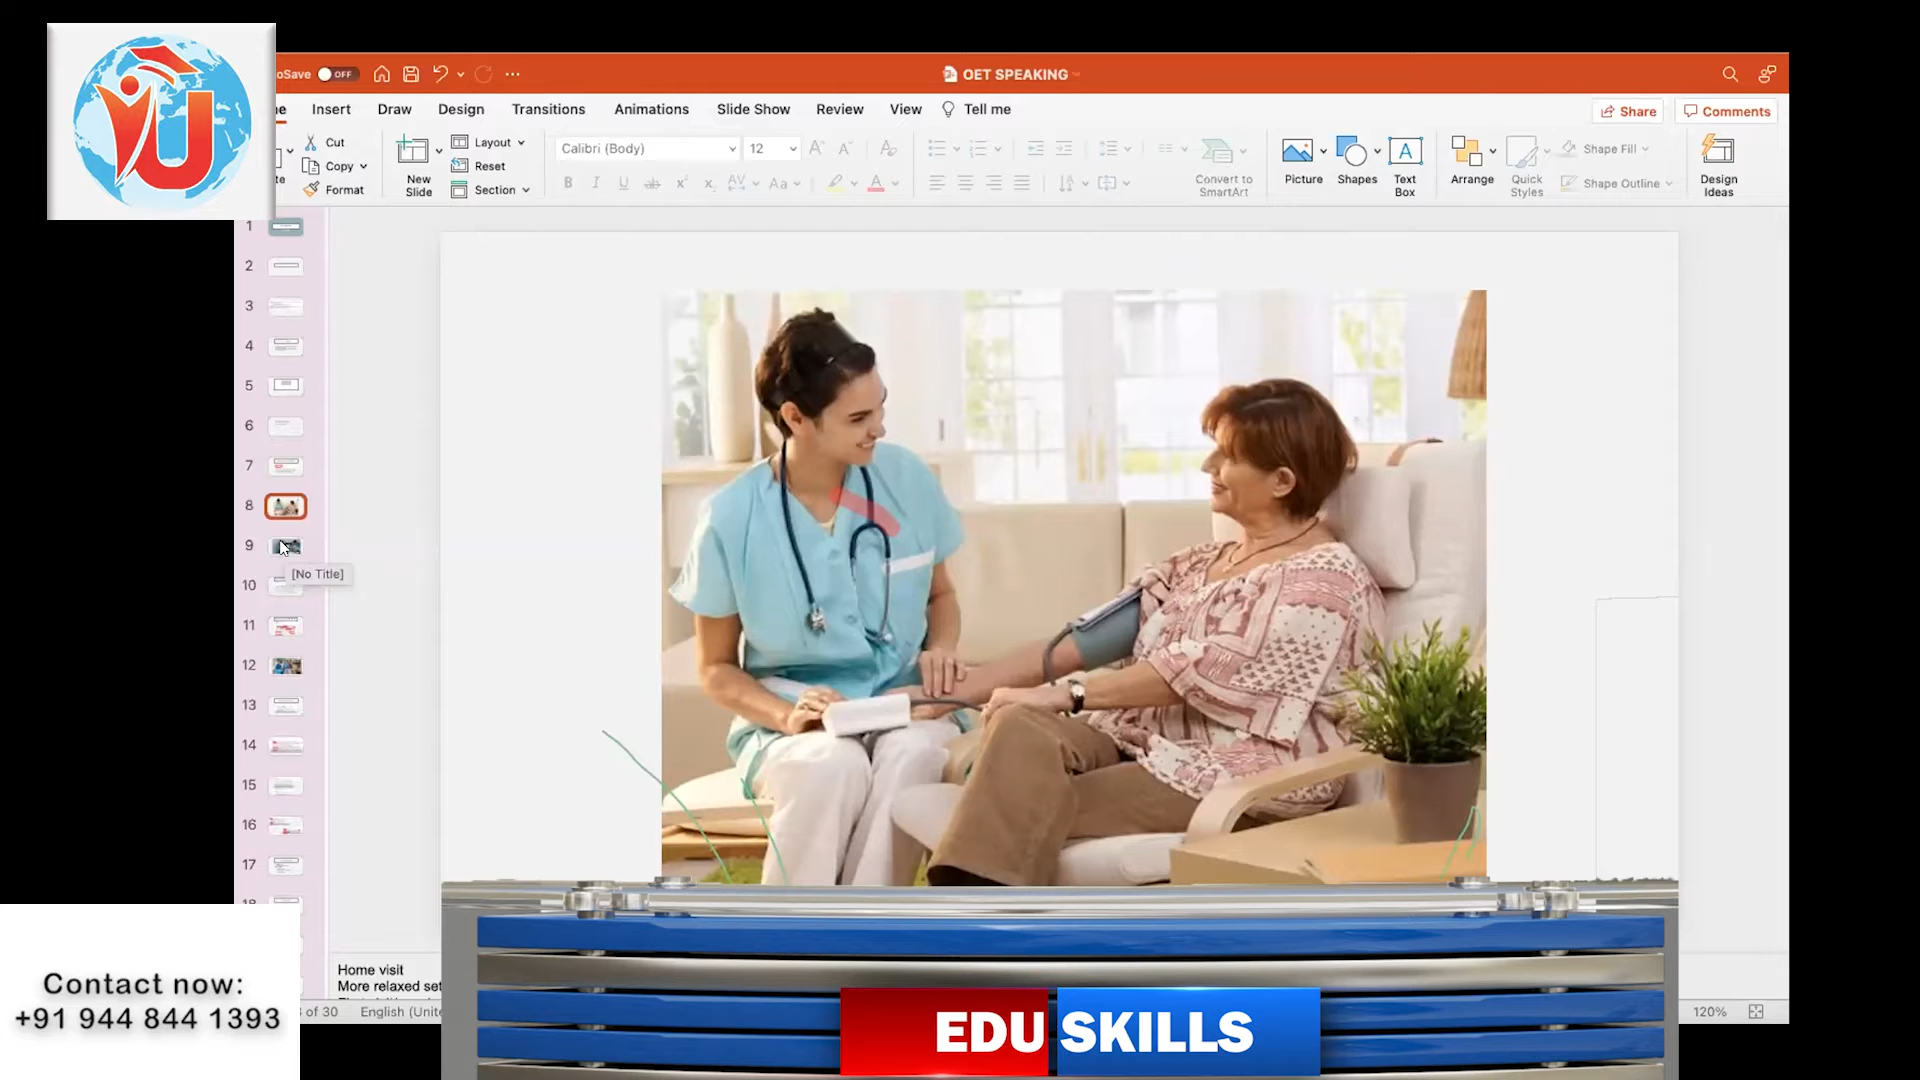 OFF
OET SPEAKING
Insert Draw Design Transitions Animations Slide Show Review View Tell me
Share Comments
Cut
Copy
Format
New Slide
Layout
Reset
Section
Calibri (Body) 12
Convert to SmartArt
Picture Shapes Text Box
Arrange Quick Styles
Shape Fill
Shape Outline
Design Ideas
1
2
3
4
5
6
7
8
9
[No Title]
10
11
12
13
14
15
16
17
Home visit
More relaxed
of 30 English
120%
Contact now:
+91 944 844 1393
EDU SKILLS